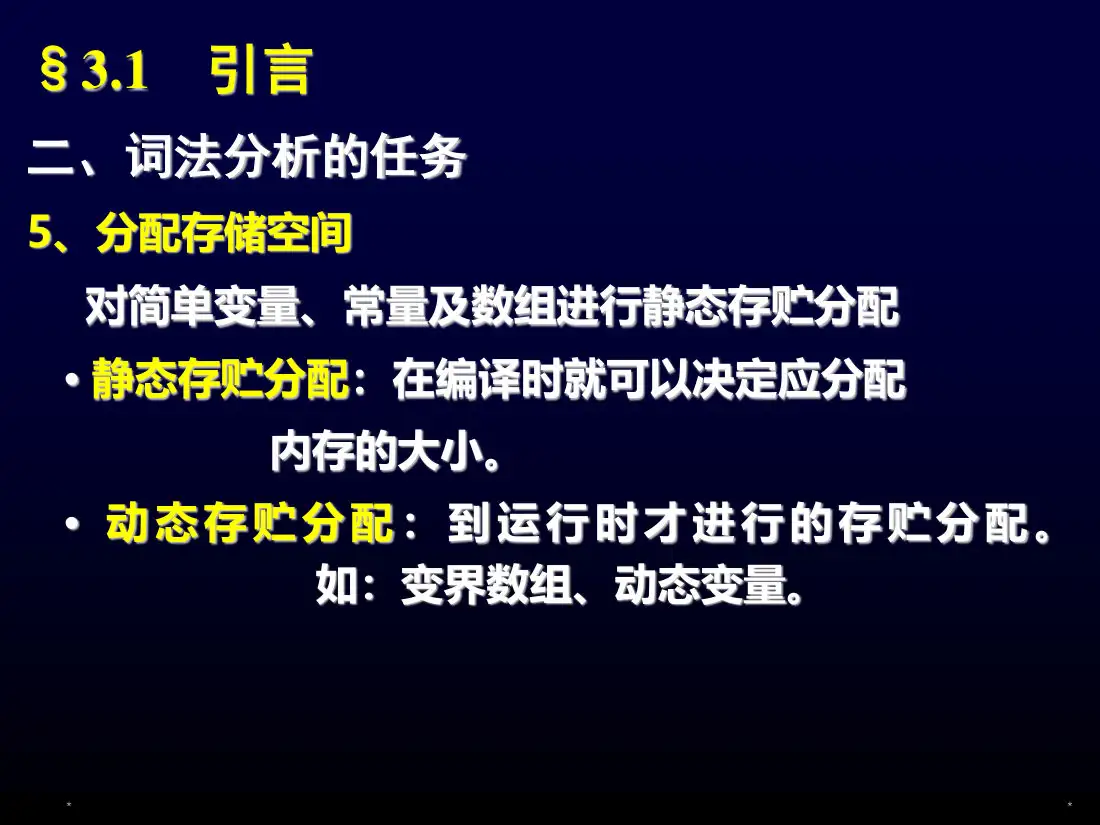 §3.1 引言
二、词法分析的任务
5、分配存储空间
对简单变量、常量及数组进行静态存贮分配
• 静态存贮分配：在编译时就可以决定应分配
内存的大小。
• 动态存贮分配：到运行时才进行的存贮分配。
如：变界数组、动态变量。
* *